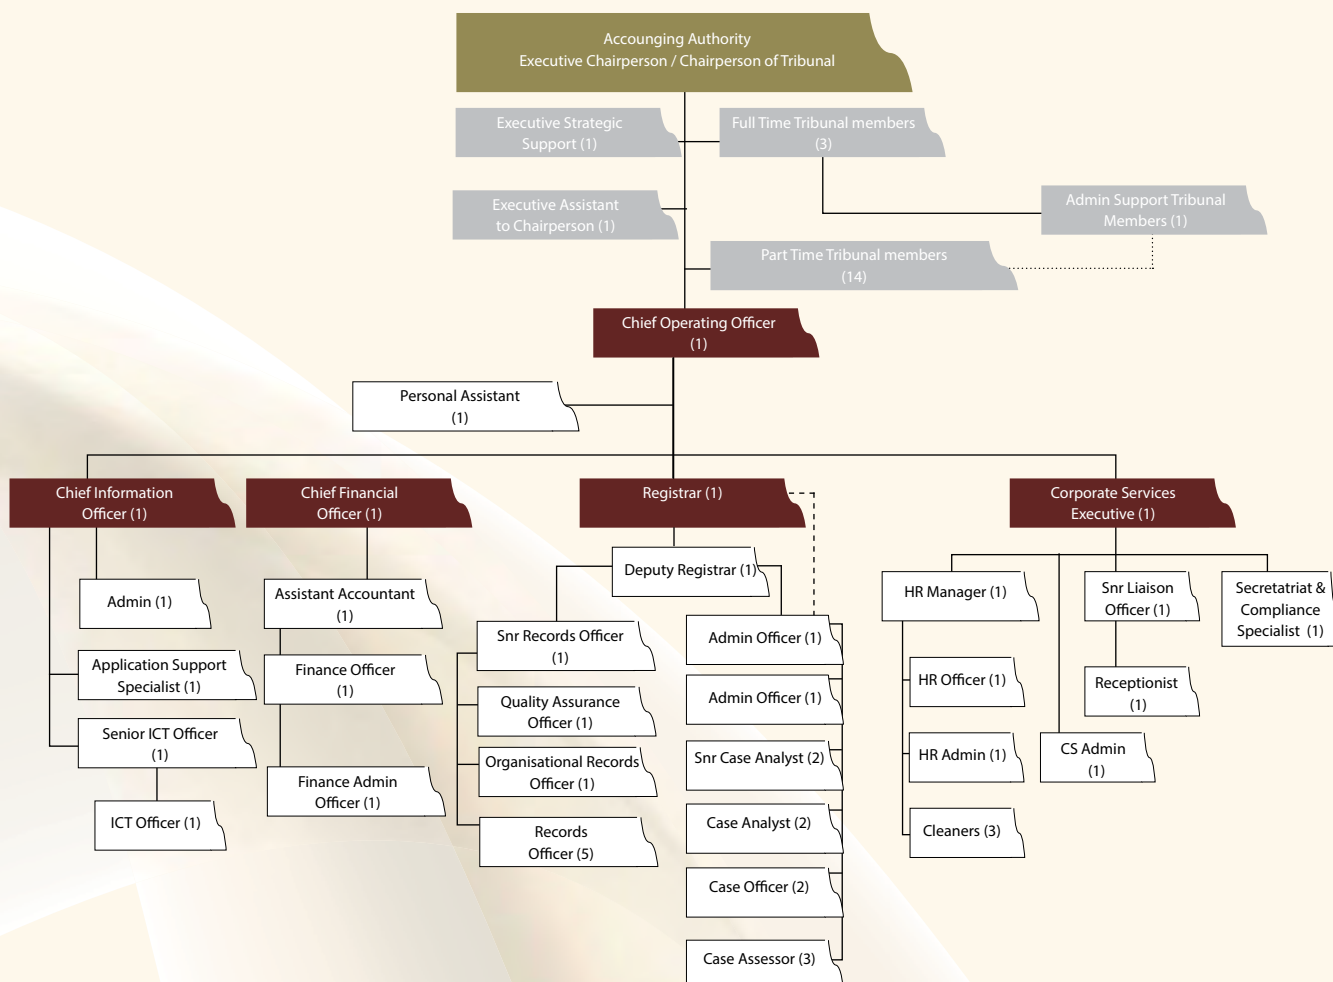 Accounging Authority
Executive Chairperson / Chairperson of Tribunal
Executive Strategic
Support (1)
Full Time Tribunal members
(3)
Executive Assistant
to Chairperson (1)
Admin Support Tribunal
Members (1)
Part Time Tribunal members
(14)
Chief Operating Officer
(1)
Personal Assistant
(1)
Chief Information
Officer (1)
Chief Financial
Officer (1)
Registrar (1)
Corporate Services
Executive (1)
Admin (1)
Application Support
Specialist (1)
Senior ICT Officer
(1)
ICT Officer (1)
Assistant Accountant
(1)
Finance Officer
(1)
Finance Admin
Officer (1)
Deputy Registrar (1)
Snr Records Officer
(1)
Quality Assurance
Officer (1)
Organisational Records
Officer (1)
Records
Officer (5)
Admin Officer (1)
Admin Officer (1)
Snr Case Analyst (2)
Case Analyst (2)
Case Officer (2)
Case Assessor (3)
HR Manager (1)
HR Officer (1)
HR Admin (1)
Cleaners (3)
CS Admin
(1)
Snr Liaison
Officer (1)
Receptionist
(1)
Secretatriat &
Compliance
Specialist (1)